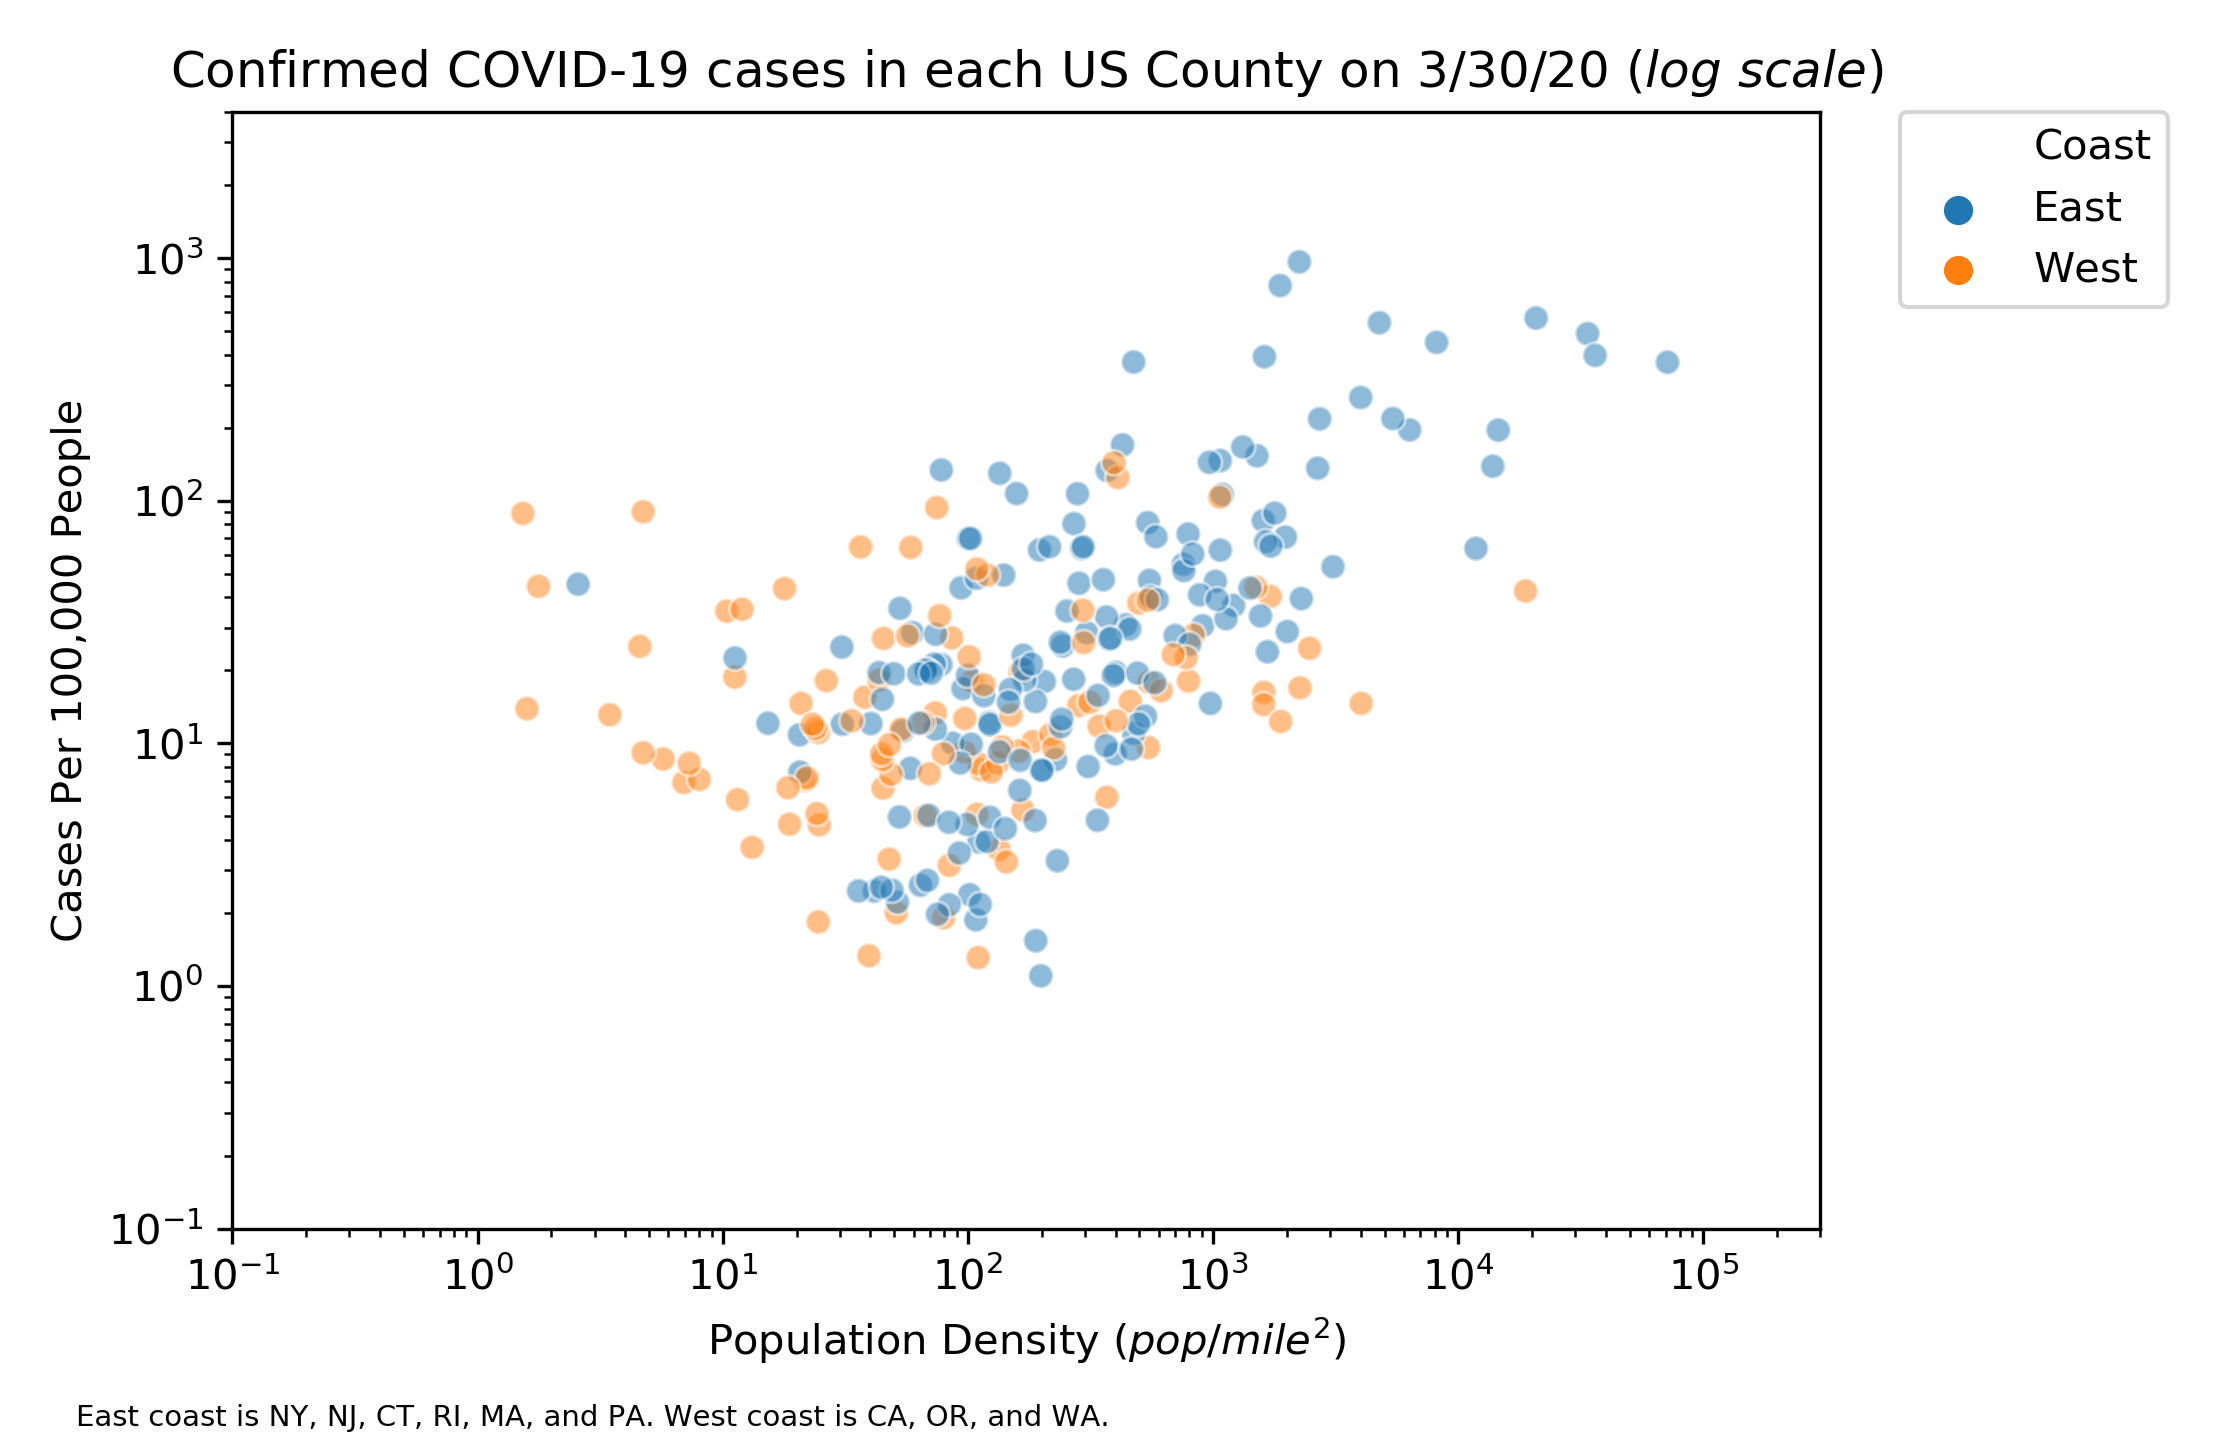 Confirmed COVID-19 cases in each US County on 3/30/20 (log scale)
Coast
East
West
Cases Per 100,000 People
10³
10²
10¹
10⁰
10⁻¹
10⁻¹ 10⁰ 10¹ 10² 10³ 10⁴ 10⁵
Population Density (pop/mile²)
East coast is NY, NJ, CT, RI, MA, and PA. West coast is CA, OR, and WA.